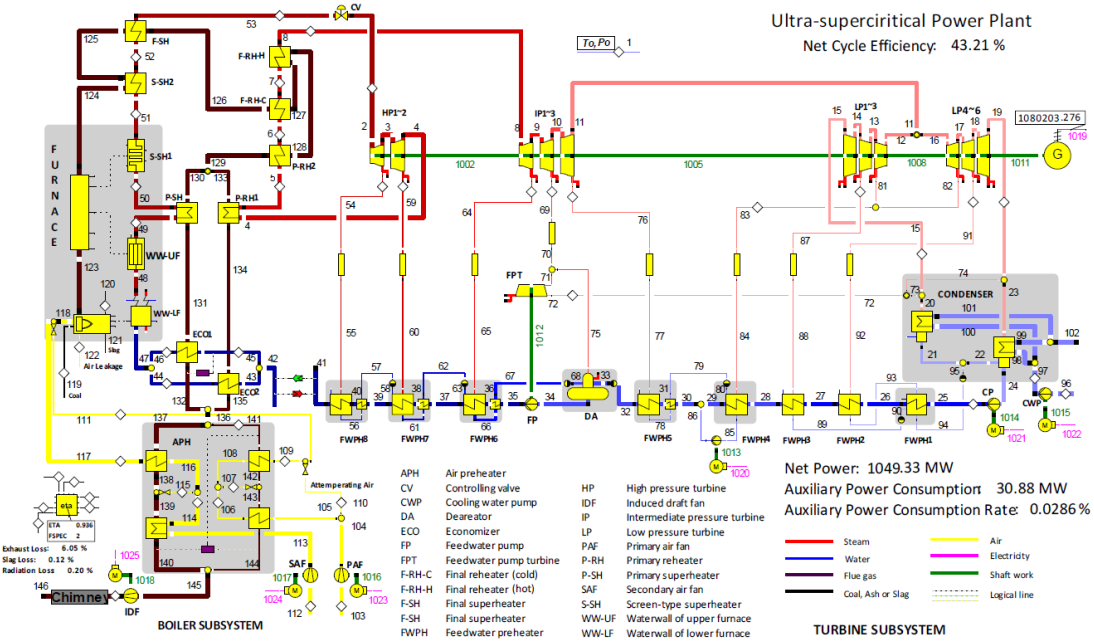 Ultra-superciritical Power Plant
Net Cycle Efficiency: 43.21 %
To, Po
1
CV
53
125
F-SH
52
S-SH2
124
51
126
8
F-RH-H
7
F-RH-C
127
6
128
P-RH2
5
129
130
133
P-SH
P-RH1
4
FURNACE
S-SH1
50
49
WW-UF
48
WW-LF
123
120
118
121
Slag
122
Air Leakage
119
Coal
134
131
ECO1
47
46
45
44
43
42
ECO2
132
135
41
HP1~2
2
3
4
1002
IP1~3
8
9
10
11
1005
LP1~3
15
14
13
12
11
16
1008
LP4~6
17
18
19
1011
1080203.276
1019
G
54
59
64
69
70
71
FPT
72
76
81
82
83
87
91
74
15
72
73
20
CONDENSER
101
23
100
102
99
98
21
22
95
97
96
24
55
60
65
1012
75
77
84
88
92
57
62
67
79
93
40
39
58
38
37
63
36
35
34
68
33
32
31
30
80
86
29
28
27
26
25
90
56
61
66
78
85
89
94
FP
DA
CP
CWP
FWPH8
FWPH7
FWPH6
FWPH5
FWPH4
FWPH3
FWPH2
FWPH1
1013
M
1020
1014
M
1021
1015
M
1022
111
117
137
136
141
APH
116
108
109
138
115
107
142
143
139
114
106
Attempering Air
110
105
104
113
140
144
145
146
Chimney
IDF
1025
M
1018
SAF
PAF
1017
M
1024
1016
M
1023
112
103
eta
ETA 0.936
FSPEC 2
Exhaust Loss: 6.05 %
Slag Loss: 0.12 %
Radiation Loss 0.20 %
BOILER SUBSYSTEM
APH Air preheater
CV Controlling valve
CWP Cooling water pump
DA Deareator
ECO Economizer
FP Feedwater pump
FPT Feedwater pump turbine
F-RH-C Final reheater (cold)
F-RH-H Final reheater (hot)
F-SH Final superheater
F-SH Final superheater
FWPH Feedwater preheater
HP High pressure turbine
IDF Induced draft fan
IP Intermediate pressure turbine
LP Low pressure turbine
PAF Primary air fan
P-RH Primary reheater
P-SH Primary superheater
SAF Secondary air fan
S-SH Screen-type superheater
WW-UF Waterwall of upper furnace
WW-LF Waterwall of lower furnace
Net Power: 1049.33 MW
Auxiliary Power Consumption: 30.88 MW
Auxiliary Power Consumption Rate: 0.0286 %
Steam
Water
Flue gas
Coal, Ash or Slag
Air
Electricity
Shaft work
Logical line
TURBINE SUBSYSTEM